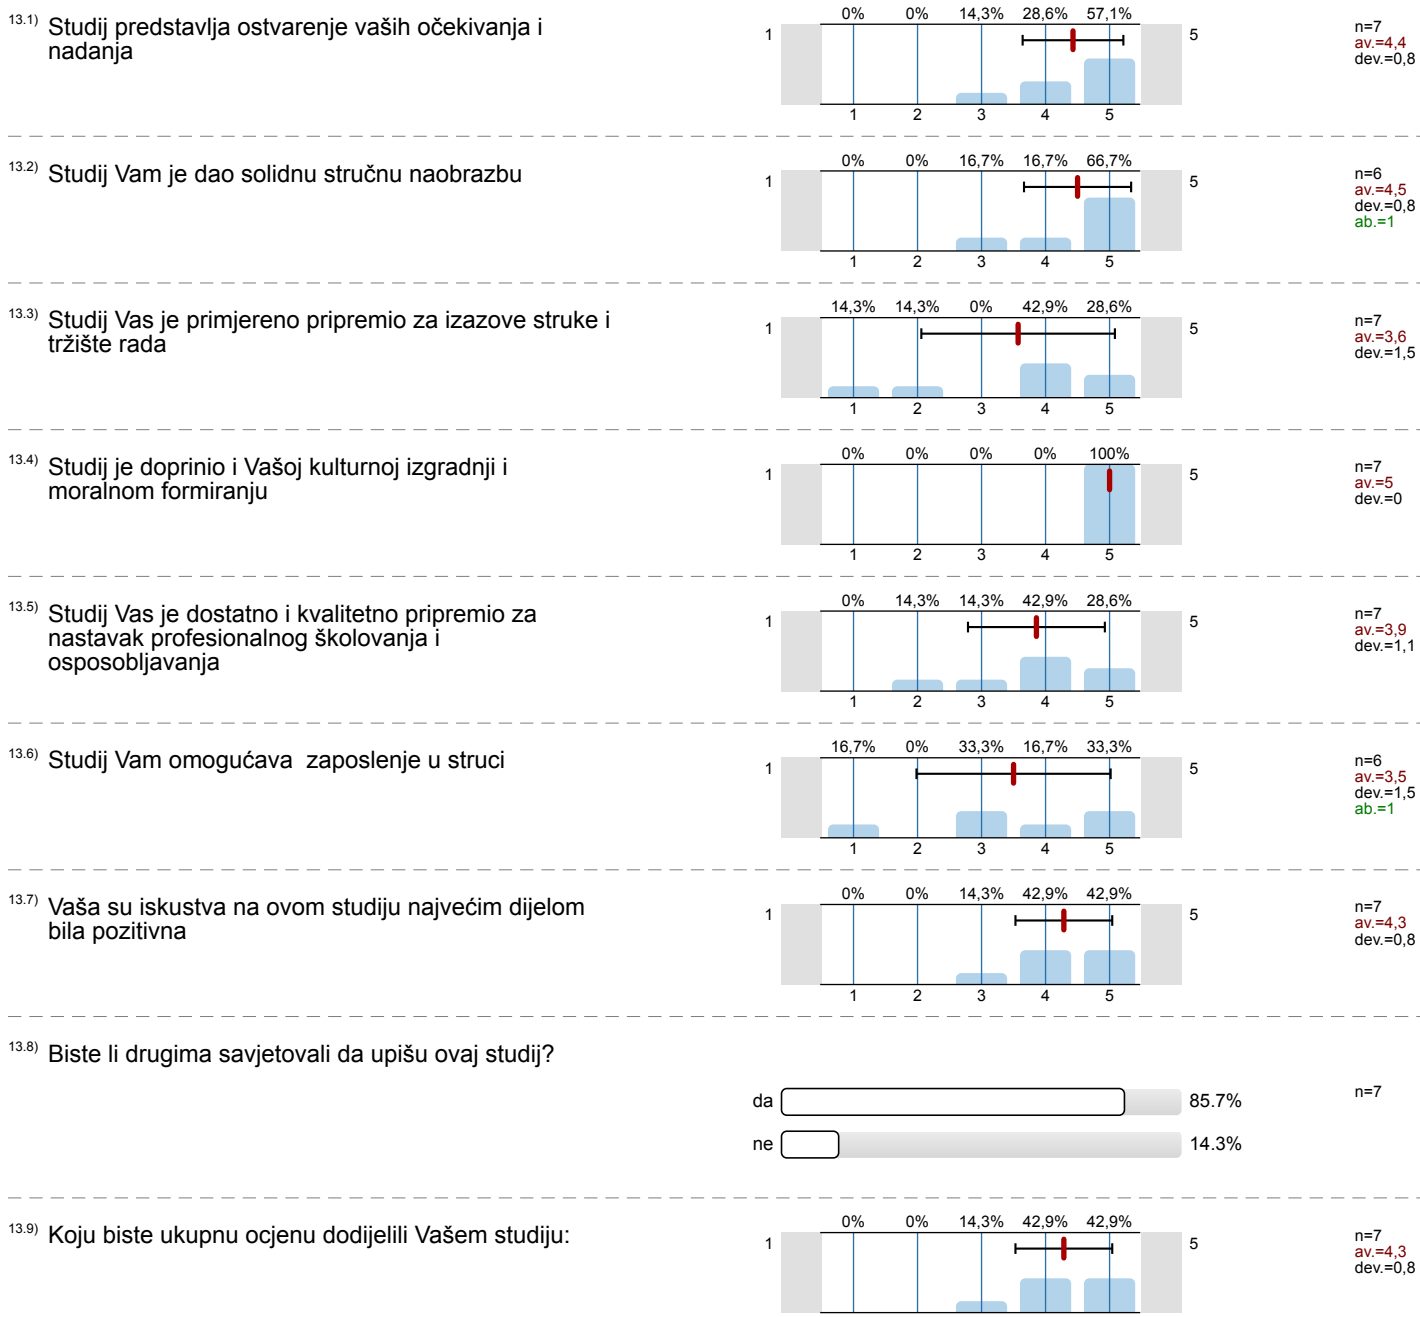 13.1) Studij predstavlja ostvarenje vaših očekivanja i
nadanja
0% 0% 14,3% 28,6% 57,1%
1 5
1 2 3 4 5
n=7
av.=4,4
dev.=0,8
13.2) Studij Vam je dao solidnu stručnu naobrazbu
0% 0% 16,7% 16,7% 66,7%
1 5
1 2 3 4 5
n=6
av.=4,5
dev.=0,8
ab.=1
13.3) Studij Vas je primjereno pripremio za izazove struke i
tržište rada
14,3% 14,3% 0% 42,9% 28,6%
1 5
1 2 3 4 5
n=7
av.=3,6
dev.=1,5
13.4) Studij je doprinio i Vašoj kulturnoj izgradnji i
moralnom formiranju
0% 0% 0% 0% 100%
1 5
1 2 3 4 5
n=7
av.=5
dev.=0
13.5) Studij Vas je dostatno i kvalitetno pripremio za
nastavak profesionalnog školovanja i
osposobljavanja
0% 14,3% 14,3% 42,9% 28,6%
1 5
1 2 3 4 5
n=7
av.=3,9
dev.=1,1
13.6) Studij Vam omogućava  zaposlenje u struci
16,7% 0% 33,3% 16,7% 33,3%
1 5
1 2 3 4 5
n=6
av.=3,5
dev.=1,5
ab.=1
13.7) Vaša su iskustva na ovom studiju najvećim dijelom
bila pozitivna
0% 0% 14,3% 42,9% 42,9%
1 5
1 2 3 4 5
n=7
av.=4,3
dev.=0,8
13.8) Biste li drugima savjetovali da upišu ovaj studij?
da 85.7%
n=7
ne 14.3%
13.9) Koju biste ukupnu ocjenu dodijelili Vašem studiju:
0% 0% 14,3% 42,9% 42,9%
1 5
n=7
av.=4,3
dev.=0,8